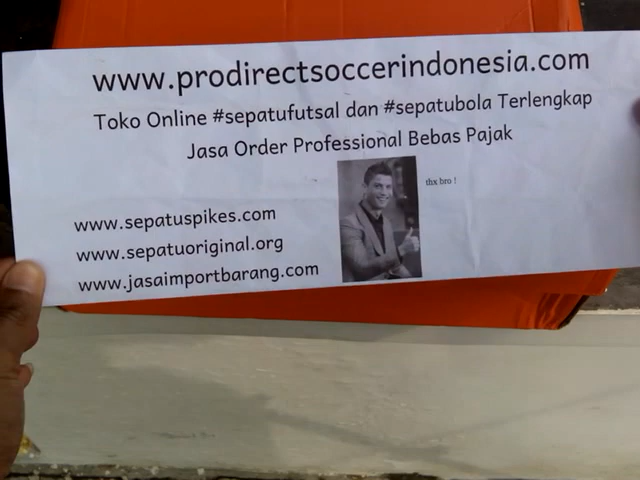 www.prodirectsoccerindonesia.com
Toko Online #sepatufutsal dan #sepatubola Terlengkap
Jasa Order Professional Bebas Pajak
thx bro !
www.sepatuspikes.com
www.sepatuoriginal.org
www.jasaimportbarang.com